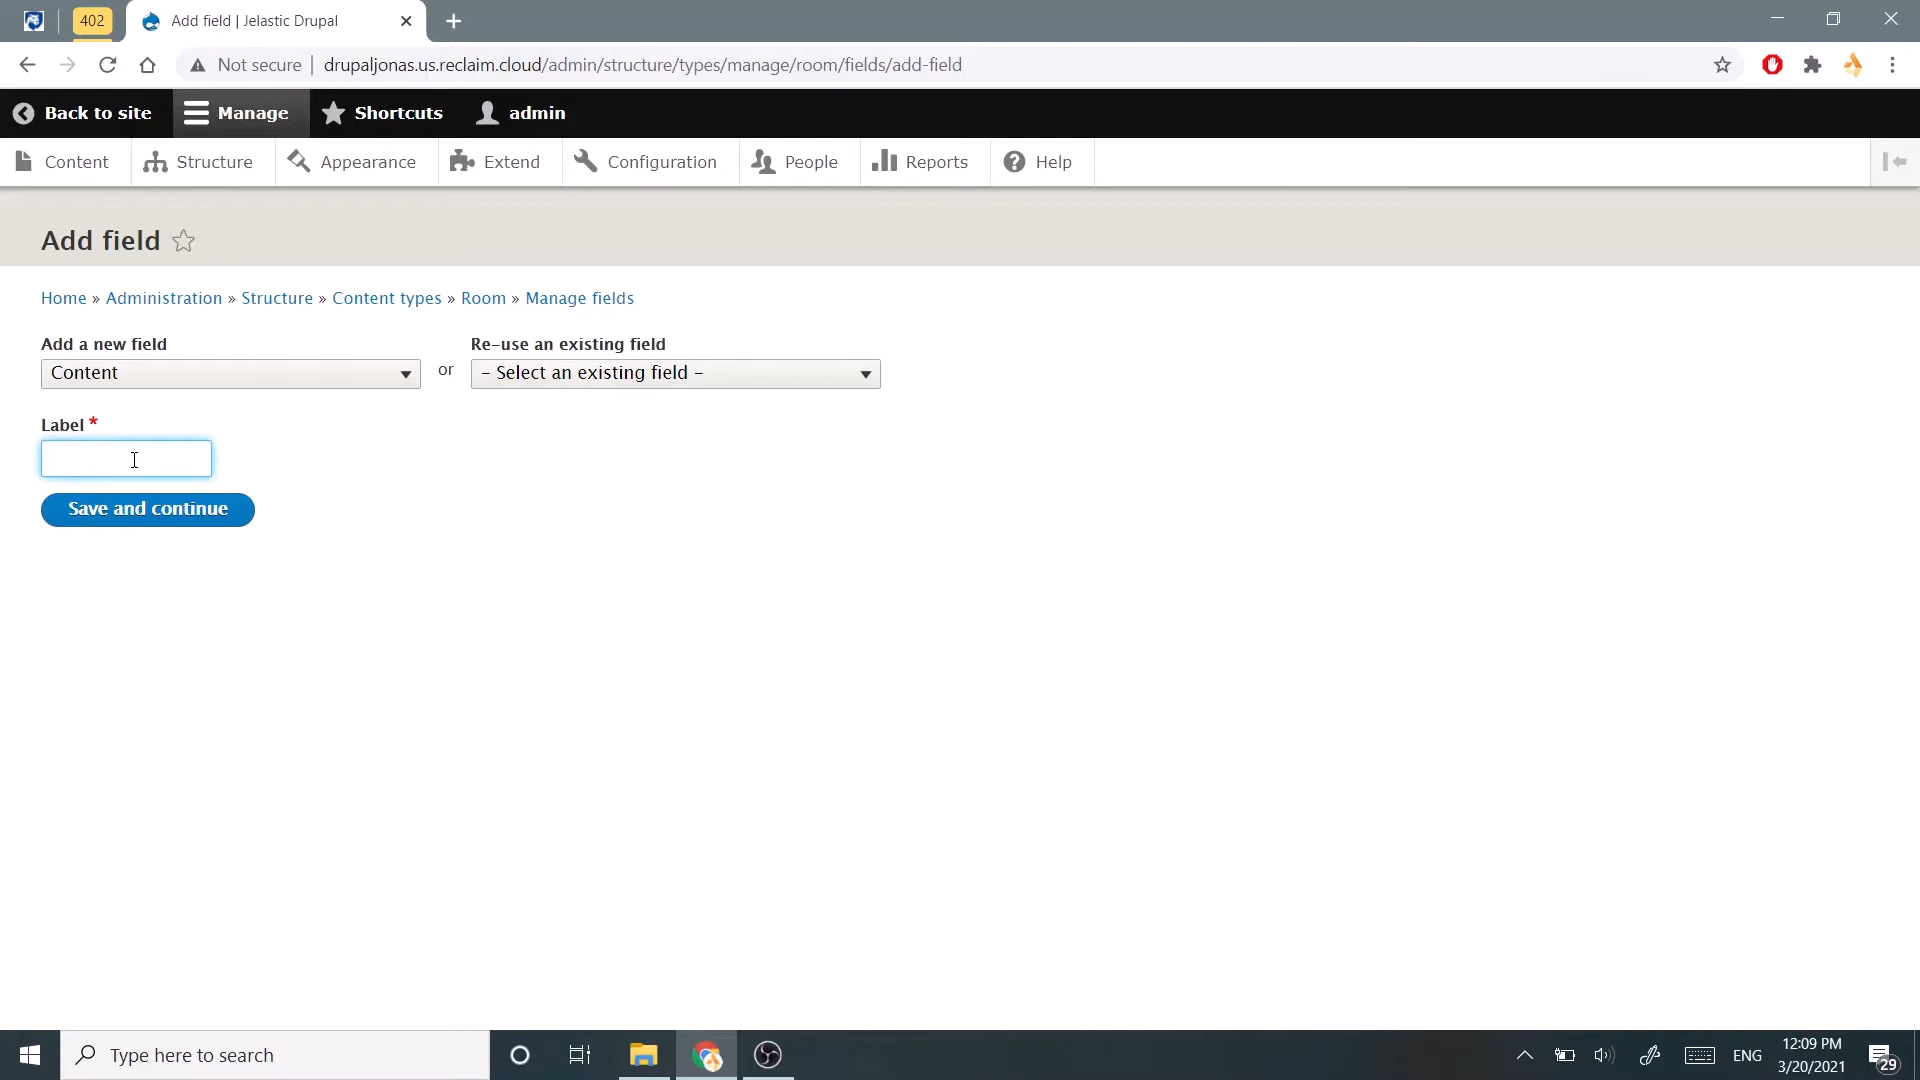 402
Add field | Jelastic Drupal
Not secure | drupaljonas.us.reclaim.cloud/admin/structure/types/manage/room/fields/add-field
Back to site Manage Shortcuts admin
Content Structure Appearance Extend Configuration People Reports Help
Add field
Home » Administration » Structure » Content types » Room » Manage fields
Add a new field Re-use an existing field
Content or - Select an existing field -
Label *
Save and continue
Type here to search
ENG
12:09 PM
3/20/2021
29